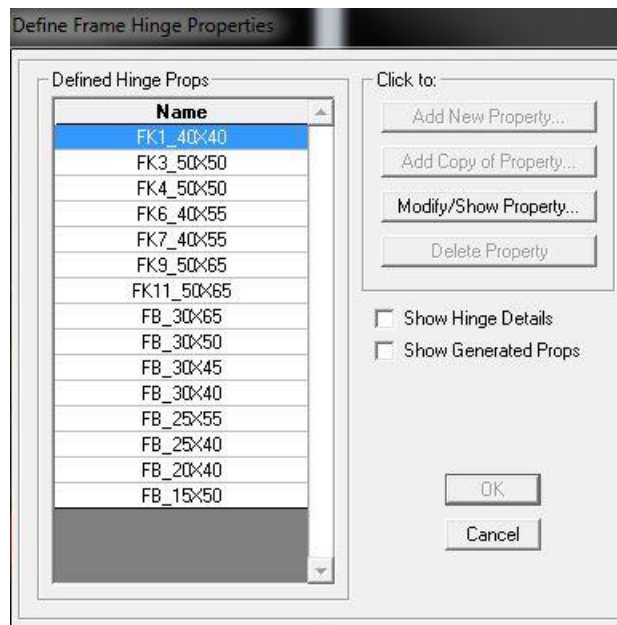 Define Frame Hinge Properties
Defined Hinge Props
Name
FK1_40X40
FK3_50X50
FK4_50X50
FK6_40X55
FK7_40X55
FK9_50X65
FK11_50X65
FB_30X65
FB_30X50
FB_30X45
FB_30X40
FB_25X55
FB_25X40
FB_20X40
FB_15X50
Click to:
Add New Property...
Add Copy of Property...
Modify/Show Property...
Delete Property
Show Hinge Details
Show Generated Props
OK
Cancel